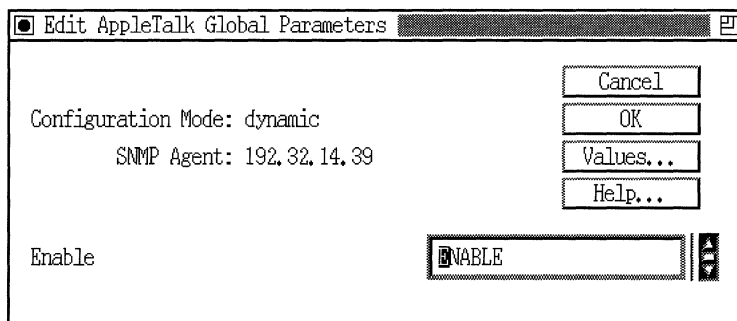 Edit AppleTalk Global Parameters
Cancel
Configuration Mode: dynamic
OK
SNMP Agent: 192.32.14.39
Values...
Help...
Enable
ENABLE